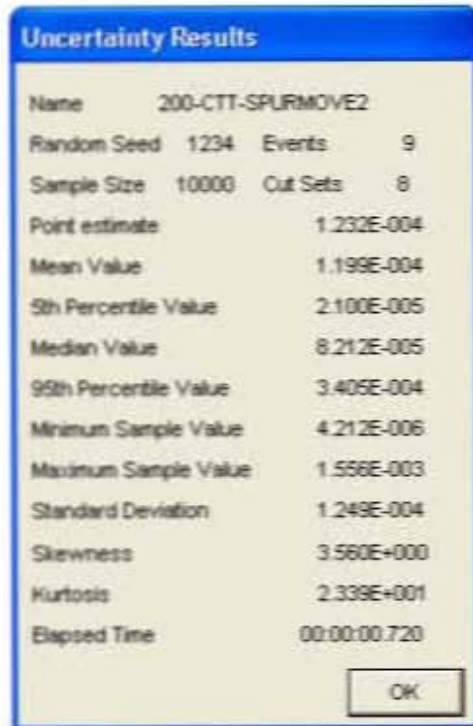 Uncertainty Results
Name 200-CTT-SPURMOVE2
Random Seed 1234 Events 9
Sample Size 10000 Cut Sets 8
Point estimate 1.232E-004
Mean Value 1.199E-004
5th Percentile Value 2.100E-005
Median Value 8.212E-005
95th Percentile Value 3.405E-004
Minimum Sample Value 4.212E-006
Maximum Sample Value 1.556E-003
Standard Deviation 1.249E-004
Skewness 3.560E+000
Kurtosis 2.339E+001
Elapsed Time 00:00:00.720
OK